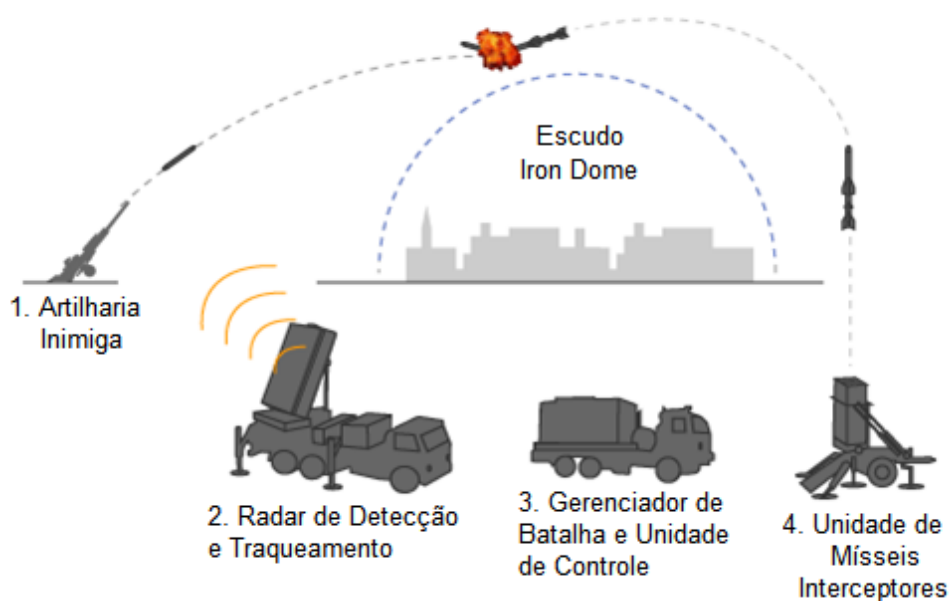 Escudo
Iron Dome
1. Artilharia
Inimiga
2. Radar de Detecção
e Traqueamento
3. Gerenciador de
Batalha e Unidade
de Controle
4. Unidade de
Mísseis
Interceptores